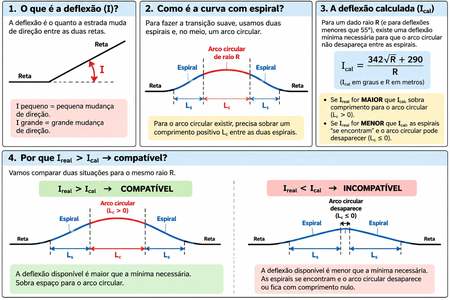 1. O que é a deflexão (I)?
É o quanto a estrada muda
de direção entre as duas retas.
Reta
Reta
I
I pequeno = pequena mudança
de direção.
I grande = grande mudança
de direção.
2. Como é a curva com espiral?
Para fazer a transição suave, usamos duas
espirais e, no meio, um arco circular.
Arco circular
de raio R
Espiral
Espiral
Reta
Reta
Ls
Lc
Ls
Para o arco circular existir, precisa sobrar um
comprimento positivo Lc entre as duas espirais.
3. A deflexão calculada (Ical)
Para um dado raio R (e para deflexões
menores que 55°), existe uma deflexão
mínima necessária para que o arco circular
não desapareça entre as espirais.
Ical = 342√R + 290 / R
(Ical em graus e R em metros)
• Se Ireal for MAIOR que Ical, sobra
comprimento para o arco circular
(Lc > 0).
• Se Ireal for MENOR que Ical, as espirais
"se encontram" e o arco circular pode
desaparecer (Lc ≤ 0).
4. Por que Ireal > Ical → compatível?
Vamos comparar duas situações para o mesmo raio R.
Ireal > Ical → COMPATÍVEL
Arco circular
(Lc > 0)
Espiral
Espiral
Reta
Reta
Ls
Lc
Ls
A deflexão disponível é maior que a mínima necessária.
Sobra espaço para o arco circular.
Ireal < Ical → INCOMPATÍVEL
Arco circular
desaparece
(Lc ≤ 0)
Espiral
Espiral
Reta
Reta
Ls
Ls
A deflexão disponível é menor que a mínima necessária.
As espirais se encontram e o arco circular desaparece
ou fica com comprimento nulo.